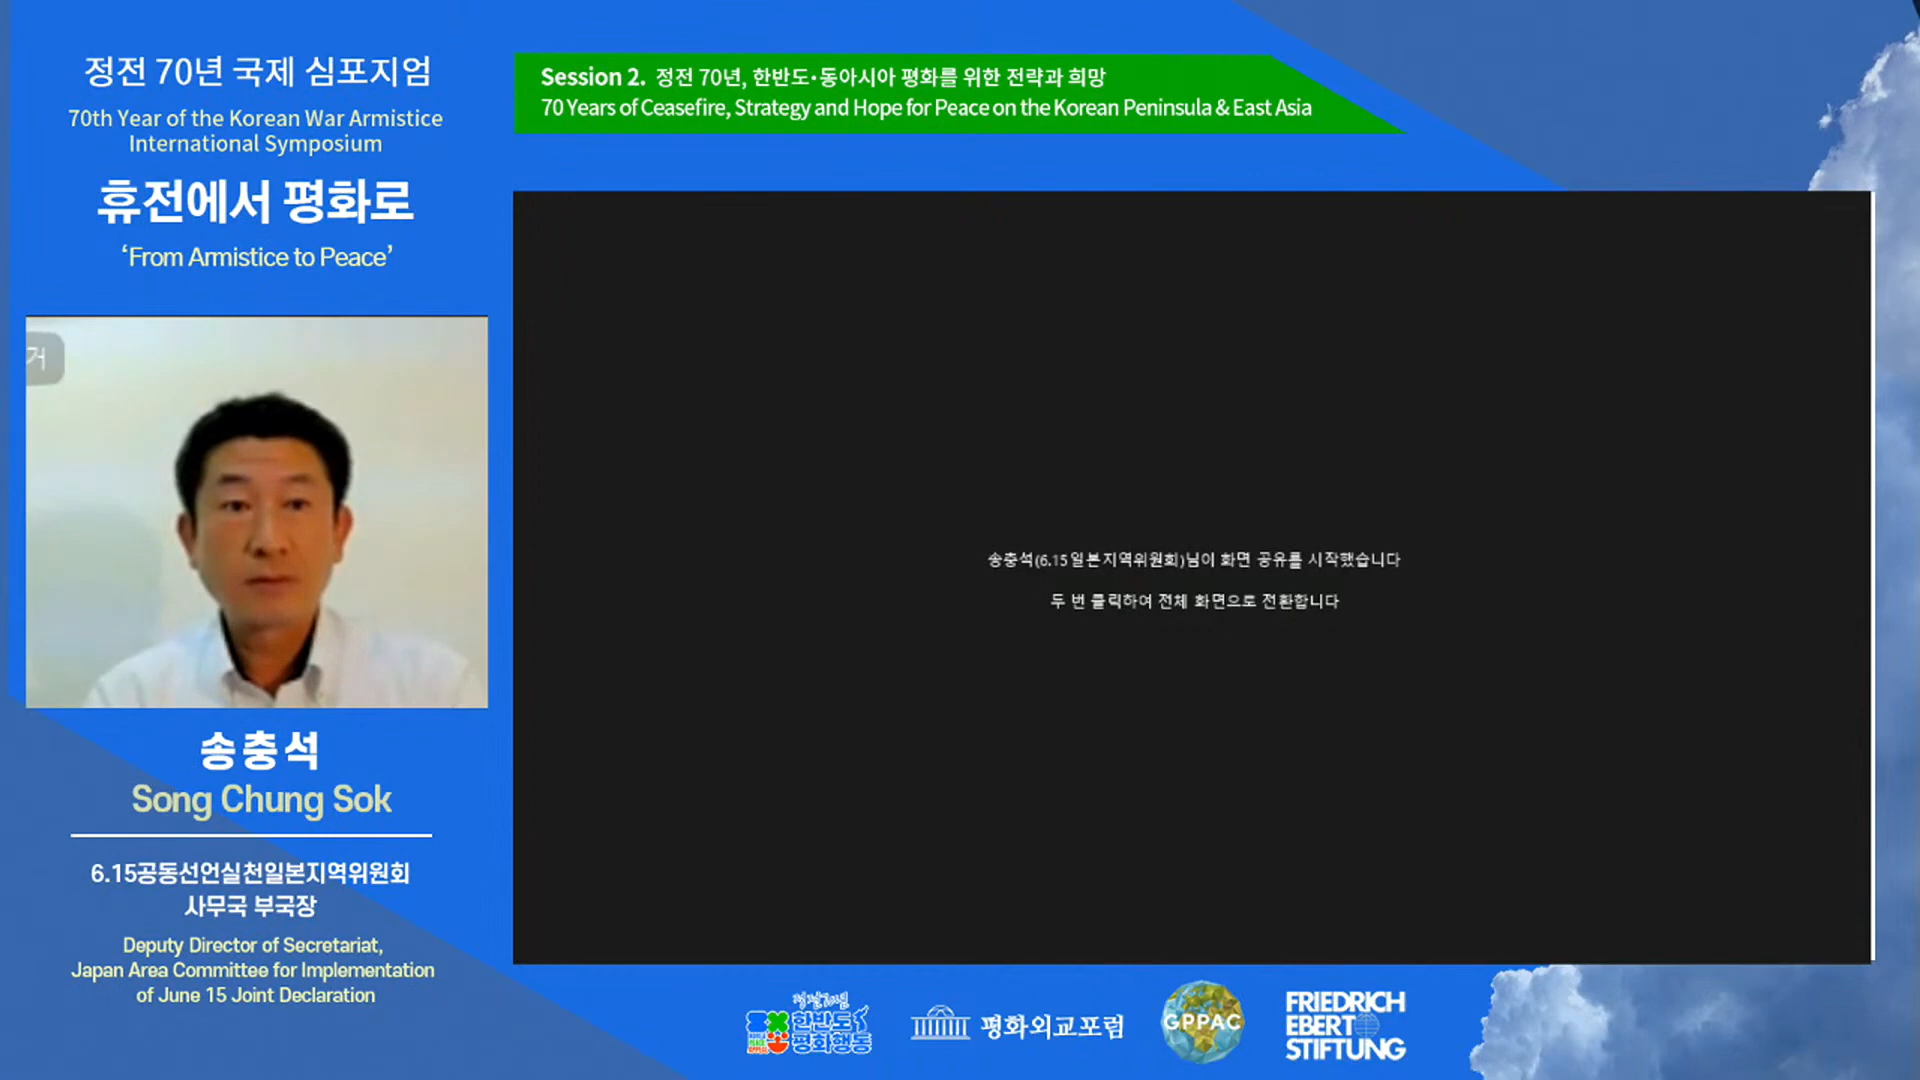 정전 70년 국제 심포지엄
70th Year of the Korean War Armistice
International Symposium
휴전에서 평화로
‘From Armistice to Peace’
Session 2. 정전 70년, 한반도·동아시아 평화를 위한 전략과 희망
70 Years of Ceasefire, Strategy and Hope for Peace on the Korean Peninsula & East Asia
거
송충석(6.15일본지역위원회)님이 화면 공유를 시작했습니다
두 번 클릭하여 전체 화면으로 전환합니다
송충석
Song Chung Sok
6.15공동선언실천일본지역위원회
사무국 부국장
Deputy Director of Secretariat,
Japan Area Committee for Implementation
of June 15 Joint Declaration
정전70년
한반도
평화행동
평화외교포럼
GPPAC
FRIEDRICH
EBERT
STIFTUNG